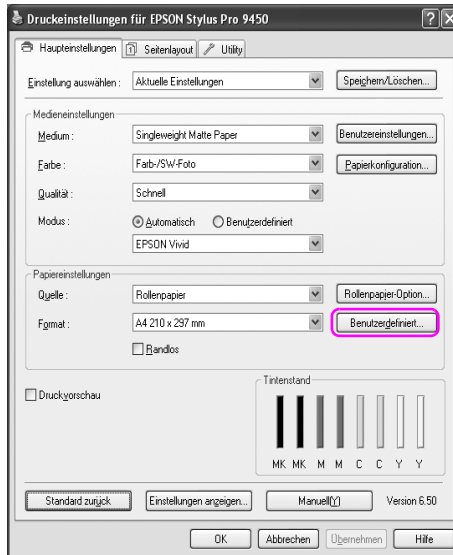 Druckeinstellungen für EPSON Stylus Pro 9450
Haupteinstellungen Seitenlayout Utility
Einstellung auswählen : Aktuelle Einstellungen Speichern/Löschen...
Medieneinstellungen
Medium : Singleweight Matte Paper Benutzereinstellungen...
Farbe : Farb-/SW-Foto Papierkonfiguration...
Qualität : Schnell
Modus : Automatisch Benutzerdefiniert
EPSON Vivid
Papiereinstellungen
Quelle : Rollenpapier Rollenpapier-Option...
Format : A4 210 x 297 mm Benutzerdefiniert...
Randlos
Druckvorschau
Tintenstand
MK MK M M C C Y Y
Standard zurück Einstellungen anzeigen... Manuell(Y) Version 6.50
OK Abbrechen Übernehmen Hilfe